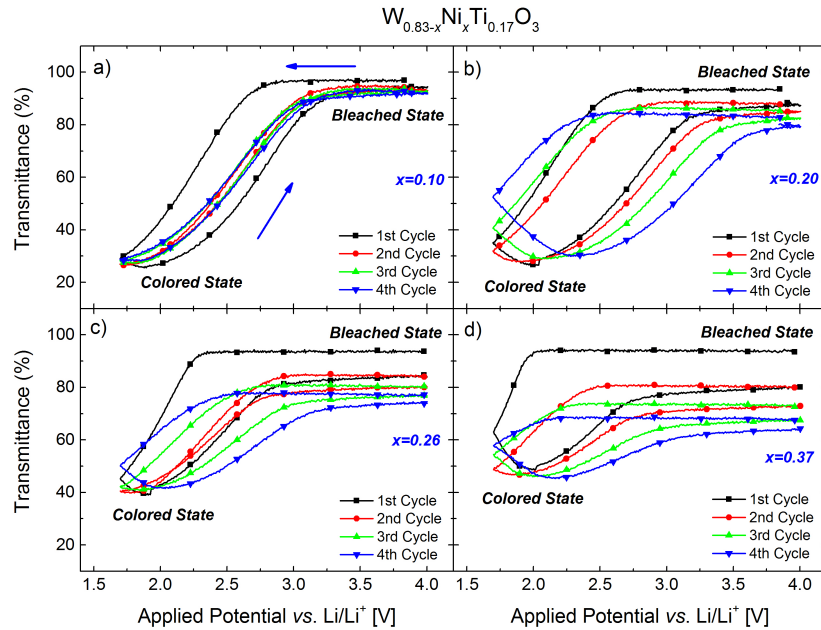 W0.83-xNixTi0.17O3
a)
Bleached State
x=0.10
Colored State
1st Cycle
2nd Cycle
3rd Cycle
4th Cycle
b)
Bleached State
x=0.20
Colored State
1st Cycle
2nd Cycle
3rd Cycle
4th Cycle
Transmittance (%)
100
80
60
40
20
c)
Bleached State
x=0.26
Colored State
1st Cycle
2nd Cycle
3rd Cycle
4th Cycle
d)
Bleached State
x=0.37
Colored State
1st Cycle
2nd Cycle
3rd Cycle
4th Cycle
Transmittance (%)
100
80
60
40
20
1.5 2.0 2.5 3.0 3.5 4.0
1.5 2.0 2.5 3.0 3.5 4.0
Applied Potential vs. Li/Li+ [V]
Applied Potential vs. Li/Li+ [V]